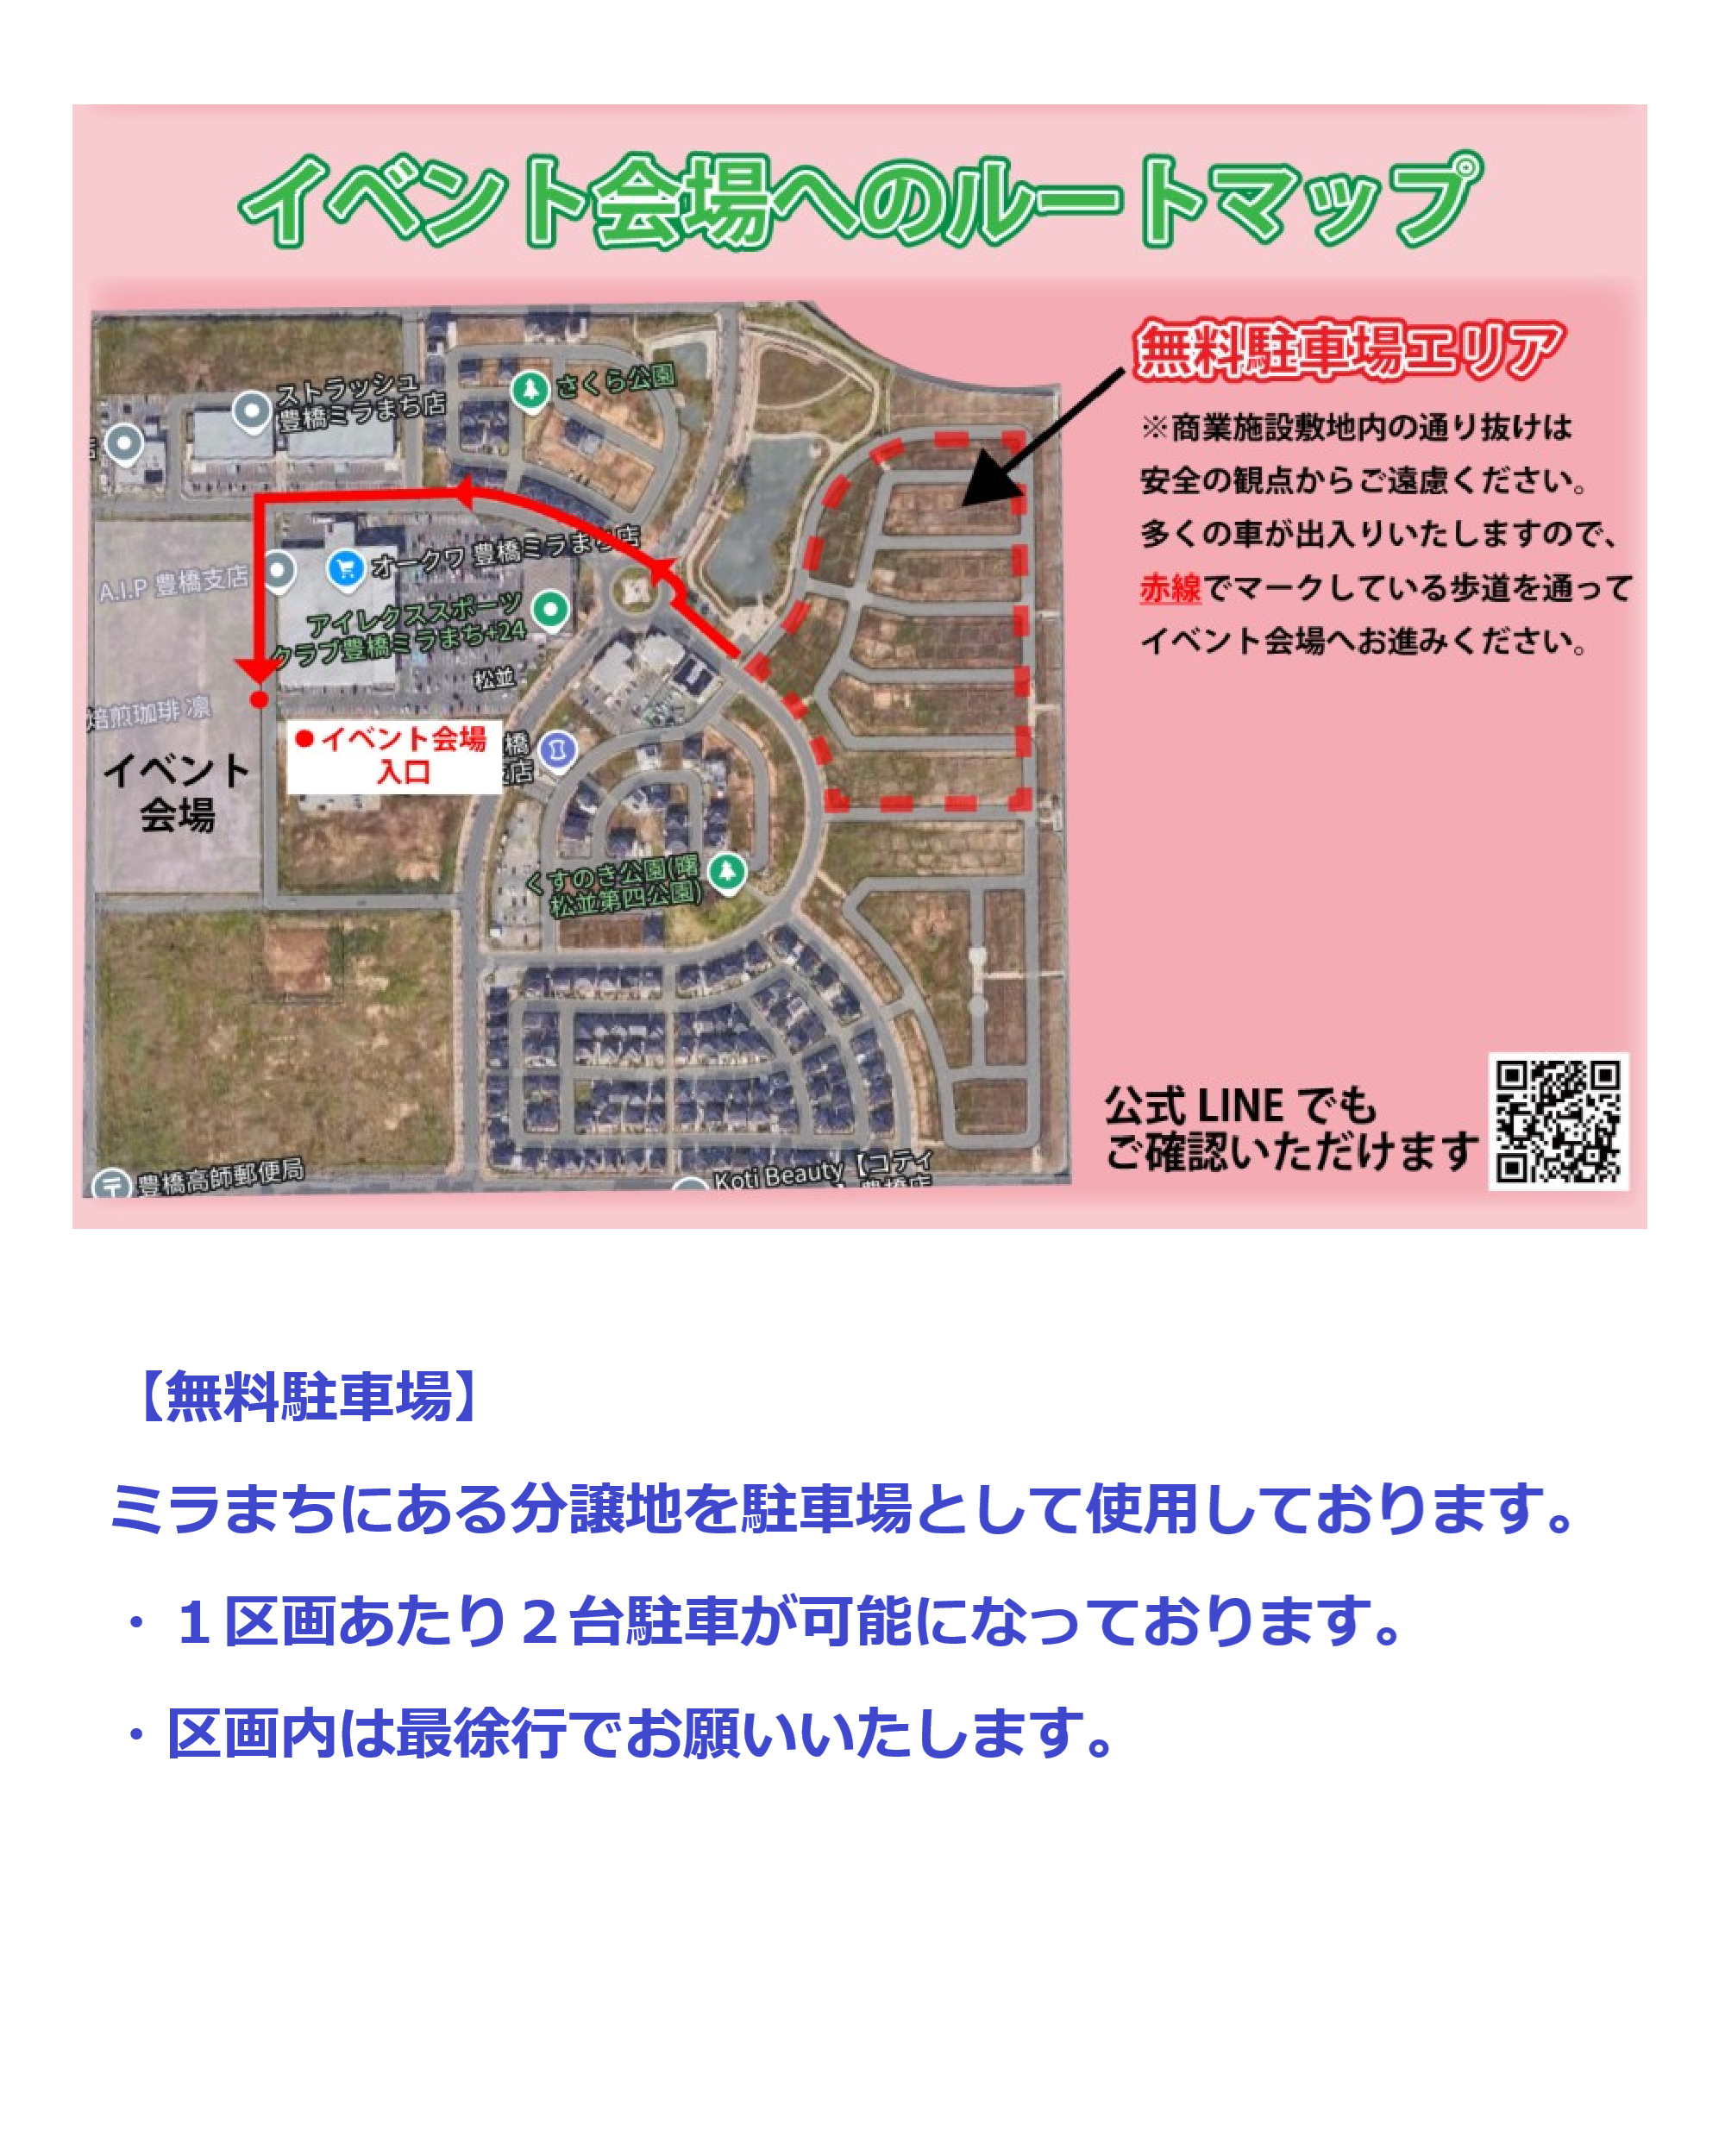 イベント会場へのルートマップ
無料駐車場エリア
※商業施設敷地内の通り抜けは
安全の観点からご遠慮ください。
多くの車が出入りいたしますので、
赤線でマークしている歩道を通って
イベント会場へお進みください。
ストラッシュ
豊橋ミラまち店
さくら公園
店
オークワ 豊橋ミラまち店
A.I.P 豊橋支店
アイレクススポーツ
クラブ豊橋ミラまち+24
松並
焙煎珈琲 凛
●イベント会場
入口
橋
店
イベント
会場
くすのき公園(曙
松並第四公園)
豊橋高師郵便局
Koti Beauty【コティ
豊橋店
公式 LINE でも
ご確認いただけます
【無料駐車場】
ミラまちにある分譲地を駐車場として使用しております。
・１区画あたり２台駐車が可能になっております。
・区画内は最徐行でお願いいたします。